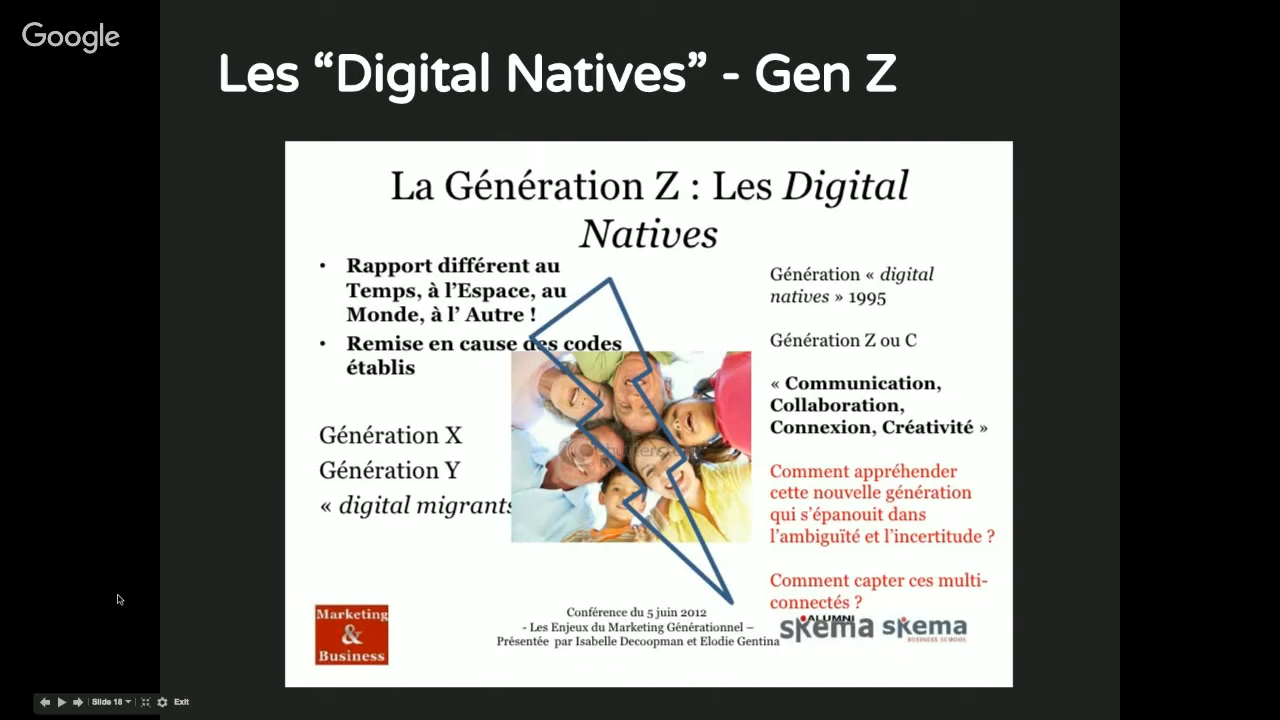 Google
Les “Digital Natives” - Gen Z
La Génération Z : Les Digital
Natives
• Rapport différent au
Temps, à l’Espace, au
Monde, à l’ Autre !
• Remise en cause des codes
établis
Génération X
Génération Y
« digital migrants
Génération « digital
natives » 1995
Génération Z ou C
« Communication,
Collaboration,
Connexion, Créativité »
Comment appréhender
cette nouvelle génération
qui s’épanouit dans
l’ambiguïté et l’incertitude ?
Comment capter ces multi-
connectés ?
Marketing
&
Business
Conférence du 5 juin 2012
- Les Enjeux du Marketing Générationnel –
Présentée par Isabelle Decoopman et Elodie Gentina
ALUMNI
skema
skema
BUSINESS SCHOOL
Slide 18
Exit